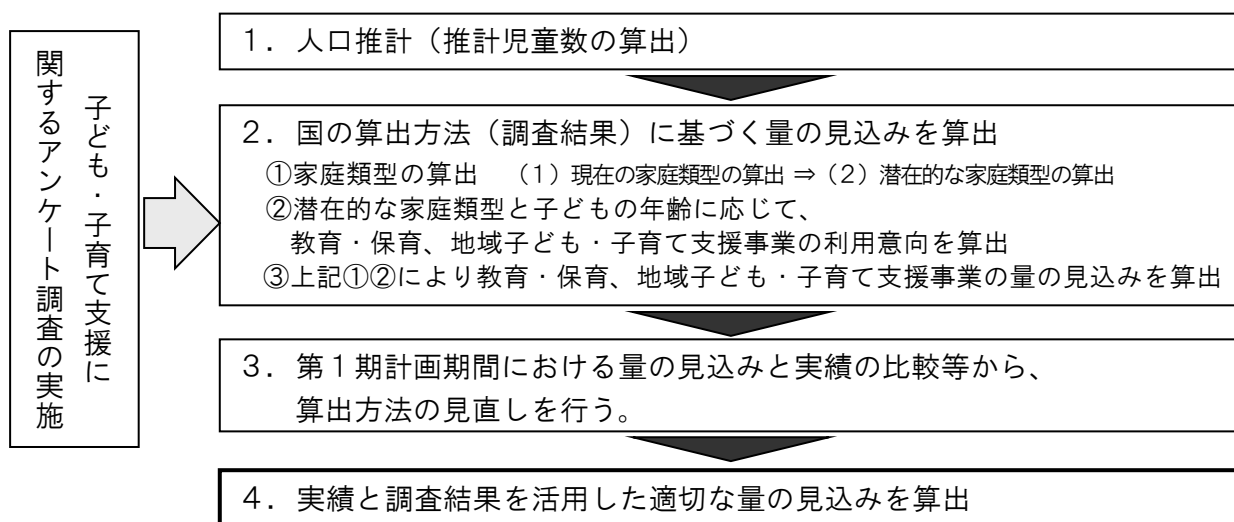 子ども・子育て支援に
関するアンケート調査の実施
１．人口推計（推計児童数の算出）
２．国の算出方法（調査結果）に基づく量の見込みを算出
①家庭類型の算出　（１）現在の家庭類型の算出 ⇒（２）潜在的な家庭類型の算出
②潜在的な家庭類型と子どもの年齢に応じて、
教育・保育、地域子ども・子育て支援事業の利用意向を算出
③上記①②により教育・保育、地域子ども・子育て支援事業の量の見込みを算出
３．第１期計画期間における量の見込みと実績の比較等から、
算出方法の見直しを行う。
４．実績と調査結果を活用した適切な量の見込みを算出